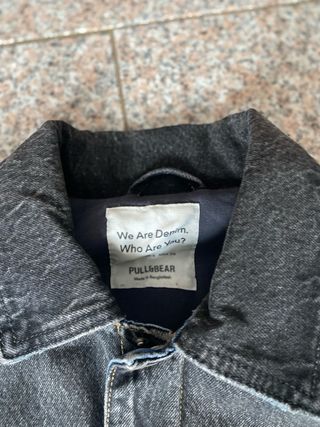 We Are Denim.
Who Are You?
PULL&BEAR
Made in Bangladesh